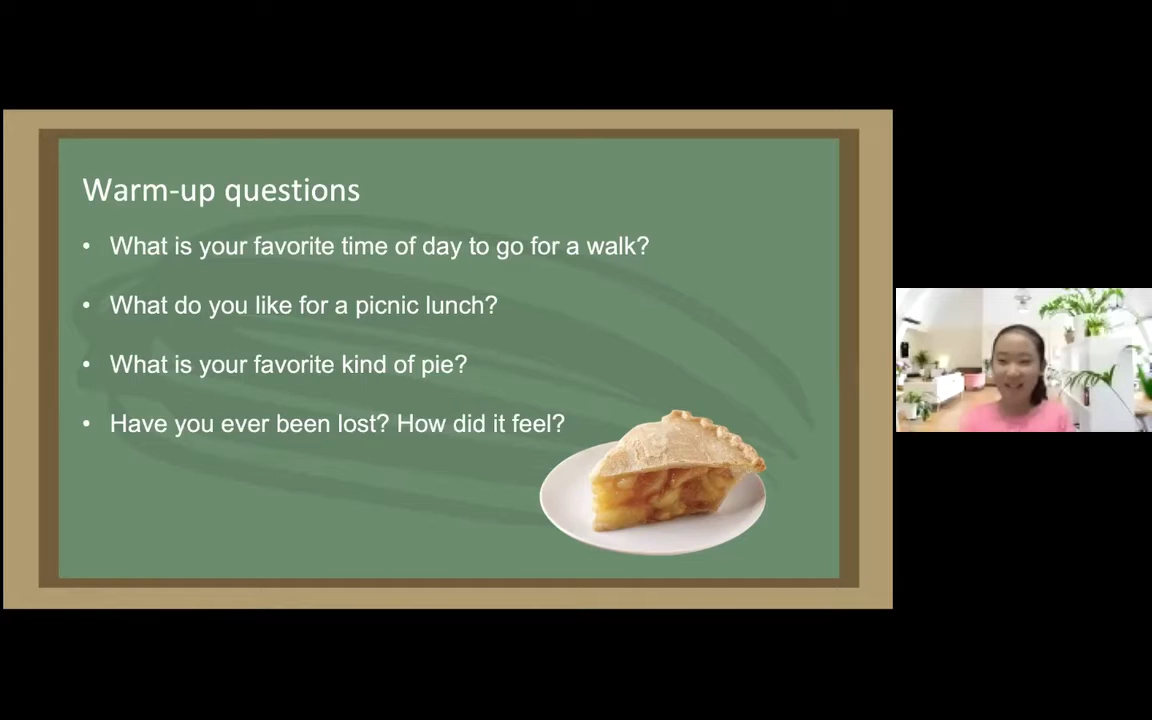 Warm-up questions
• What is your favorite time of day to go for a walk?
• What do you like for a picnic lunch?
• What is your favorite kind of pie?
• Have you ever been lost? How did it feel?